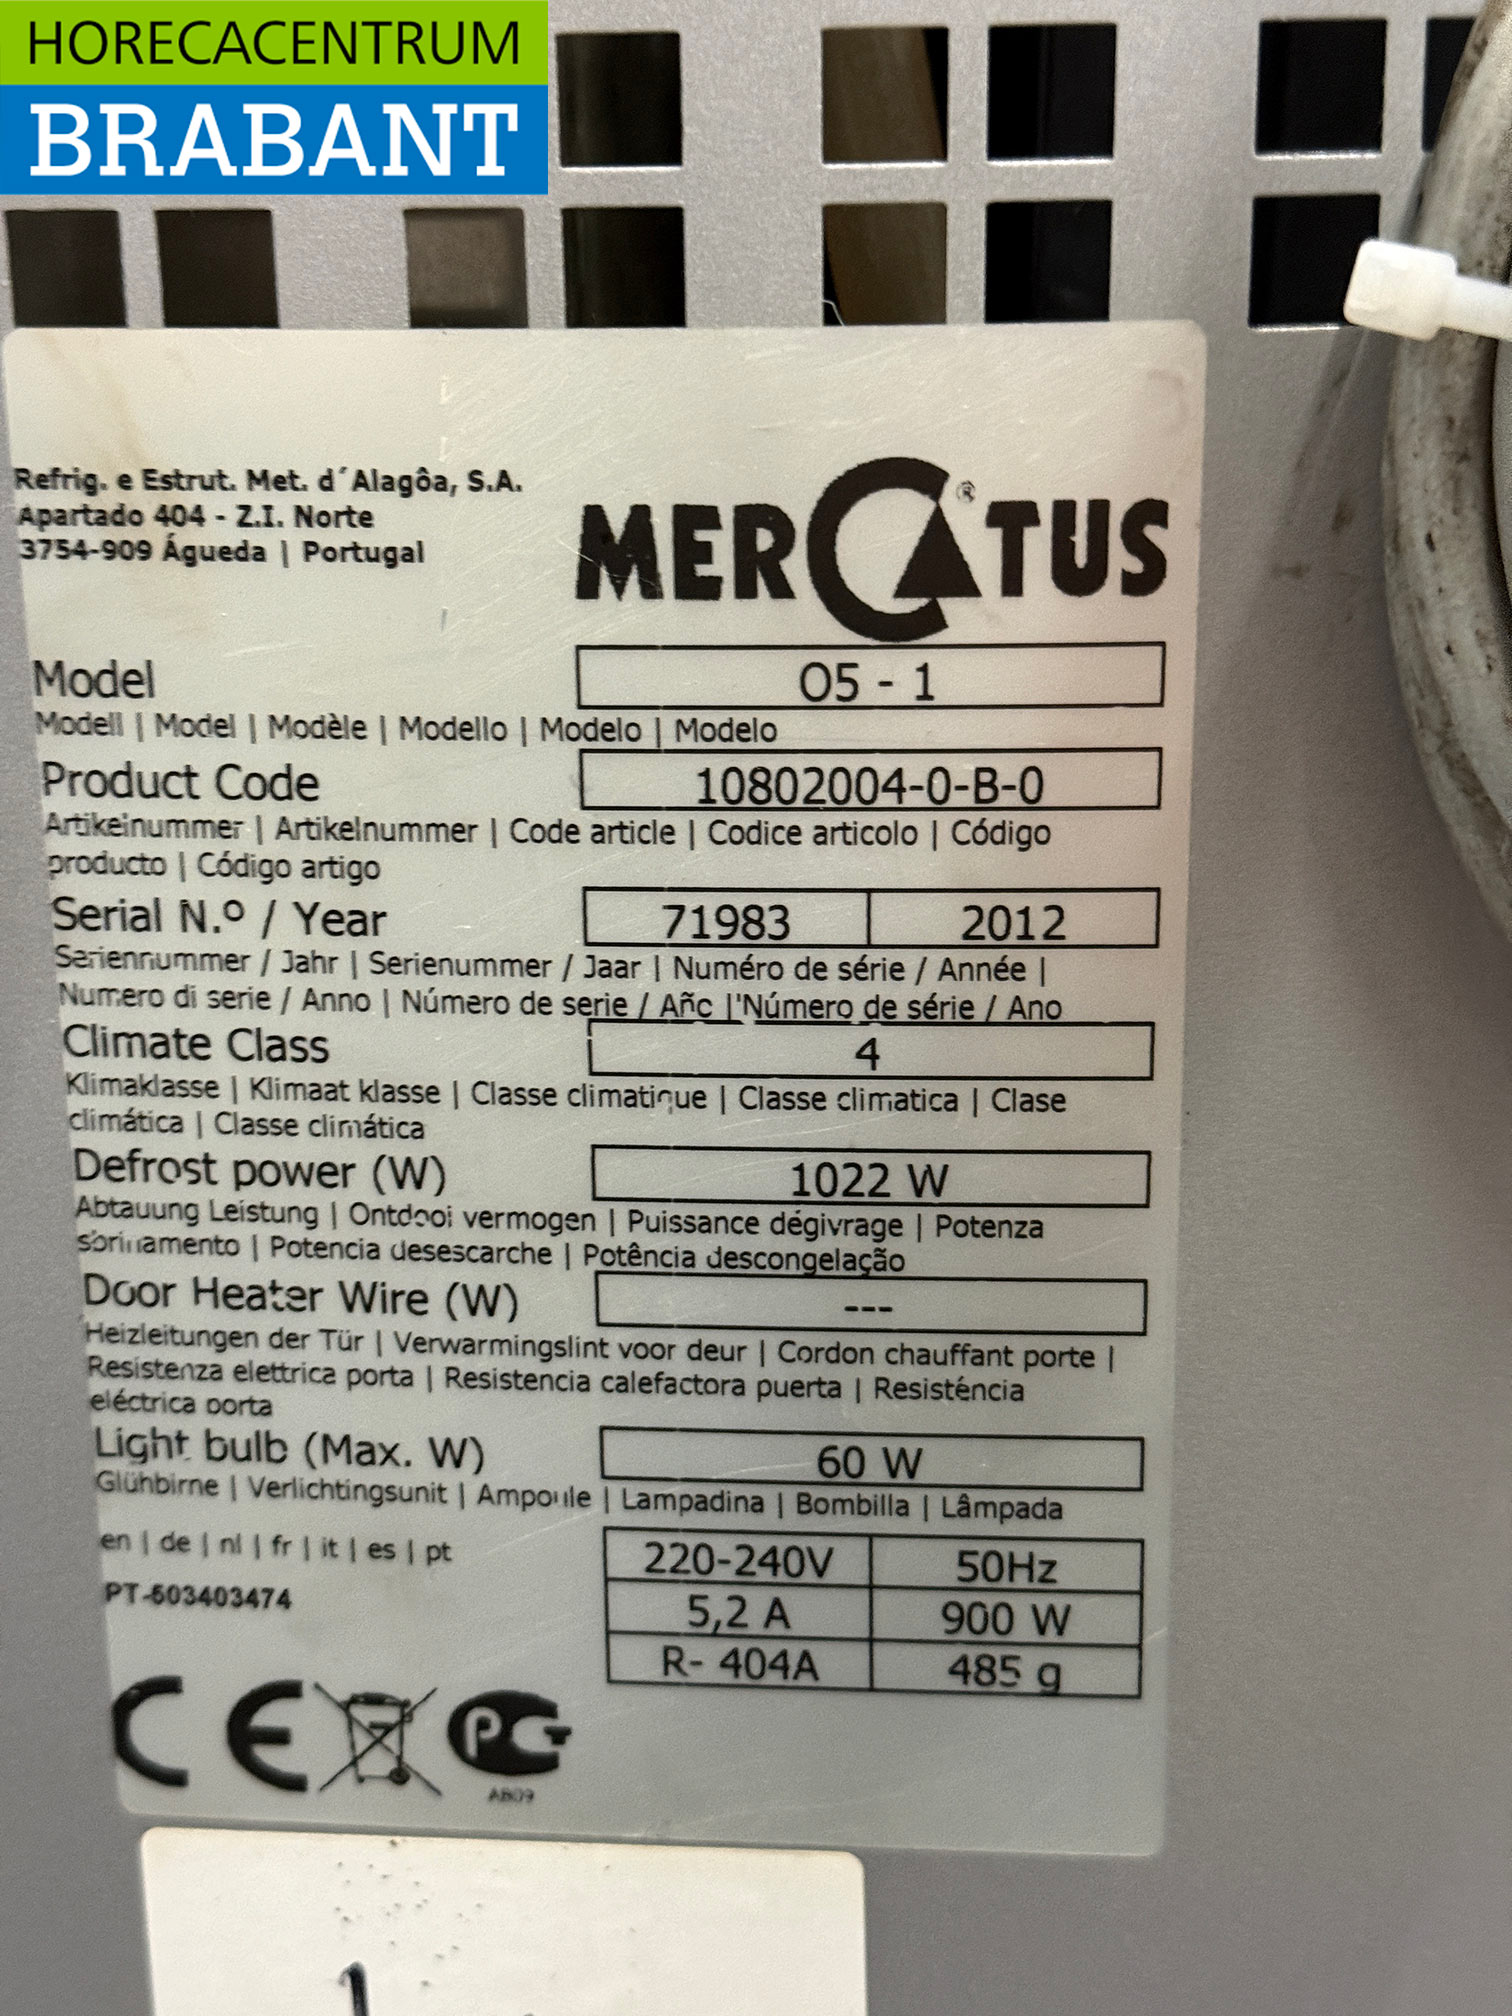 HORECACENTRUM
BRABANT
Refrig. e Estrut. Met. d´Alagôa, S.A.
Apartado 404 - Z.I. Norte
3754-909 Águeda | Portugal
MERCATUS®
Model
O5 - 1
Modell | Model | Modèle | Modello | Modelo | Modelo
Product Code
10802004-0-B-0
Artikelnummer | Artikelnummer | Code article | Codice articolo | Código
producto | Código artigo
Serial N.º / Year
71983
2012
Seriennummer / Jahr | Serienummer / Jaar | Numéro de série / Année |
Numero di serie / Anno | Número de serie / Año |'Número de série / Ano
Climate Class
4
Klimaklasse | Klimaat klasse | Classe climatique | Classe climatica | Clase
climática | Classe climática
Defrost power (W)
1022 W
Abtauung Leistung | Ontdooi vermogen | Puissance dégivrage | Potenza
sbrinamento | Potencia desescarche | Potência descongelação
Door Heater Wire (W)
---
Heizleitungen der Tür | Verwarmingslint voor deur | Cordon chauffant porte |
Resistenza elettrica porta | Resistencia calefactora puerta | Resisténcia
eléctrica porta
Light bulb (Max. W)
60 W
Glühbirne | Verlichtingsunit | Ampoule | Lampadina | Bombilla | Lâmpada
en | de | nl | fr | it | es | pt
220-240V
50Hz
PT-503403474
5,2 A
900 W
R- 404A
485 g
CE
PG
AB09